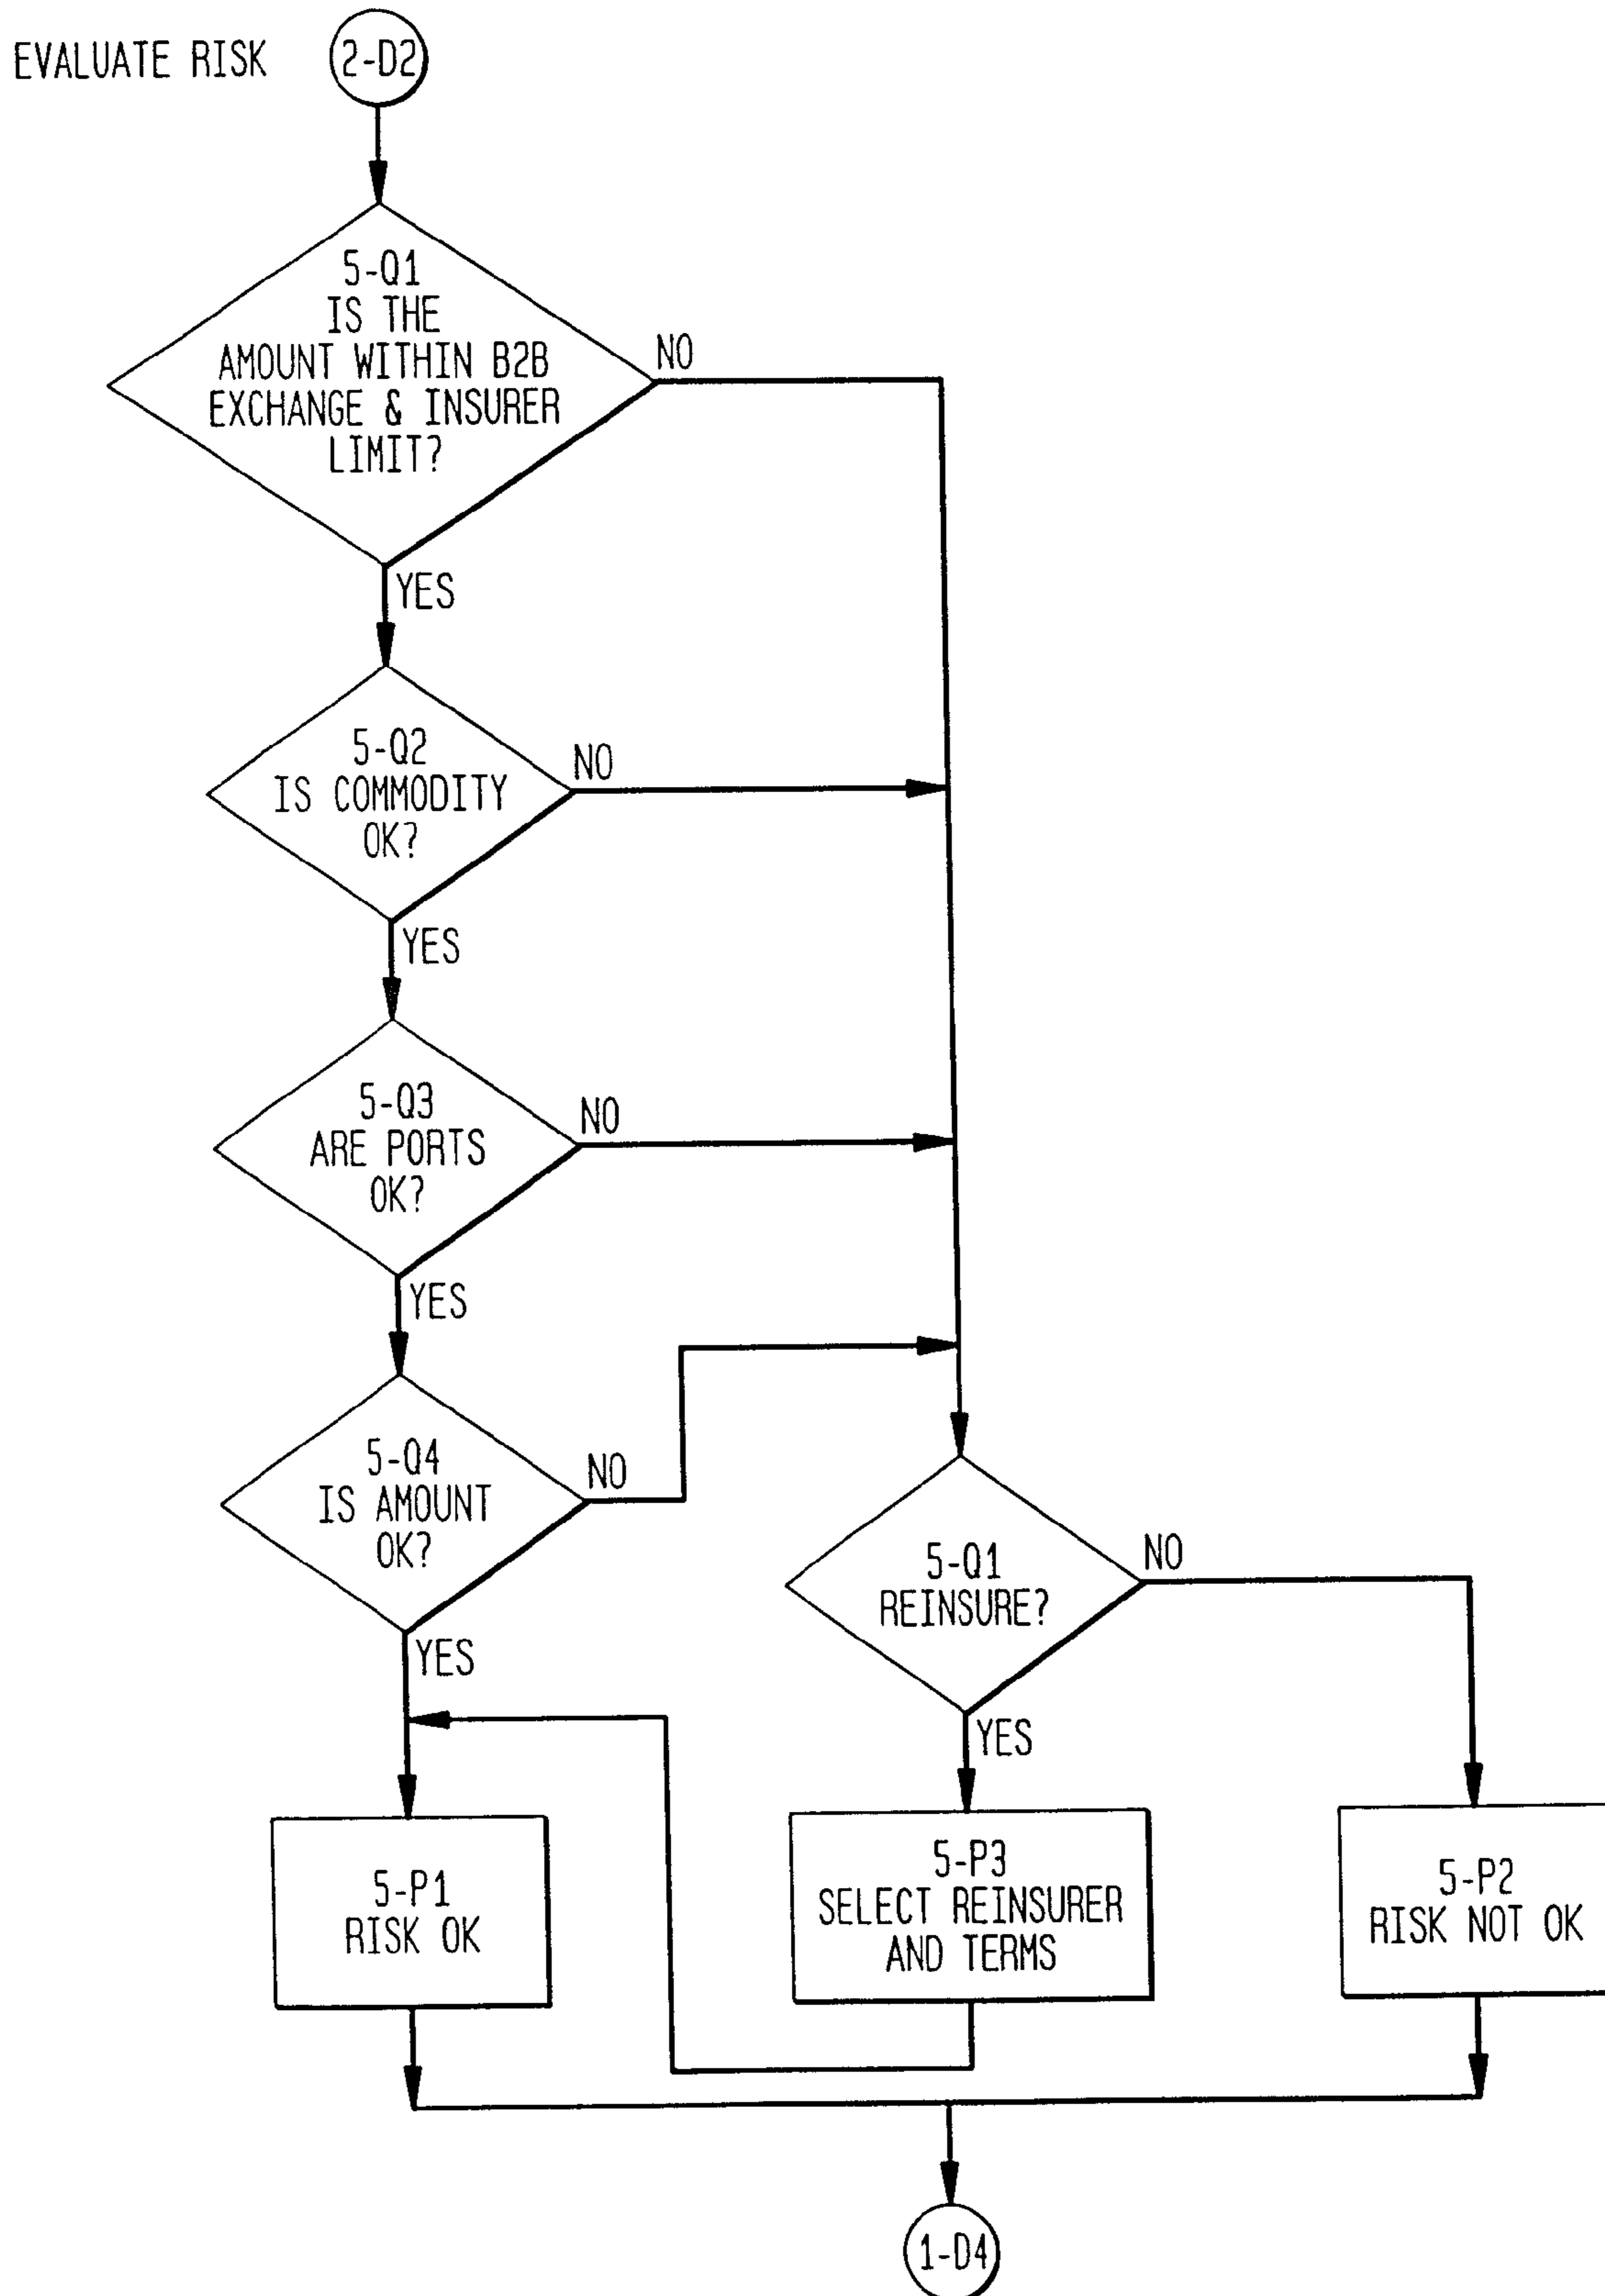 EVALUATE RISK
2-D2
5-Q1
IS THE
AMOUNT WITHIN B2B
EXCHANGE & INSURER
LIMIT?
NO
YES
5-Q2
IS COMMODITY
OK?
NO
YES
5-Q3
ARE PORTS
OK?
NO
YES
5-Q4
IS AMOUNT
OK?
NO
YES
5-Q1
REINSURE?
NO
YES
5-P1
RISK OK
5-P3
SELECT REINSURER
AND TERMS
5-P2
RISK NOT OK
1-D4